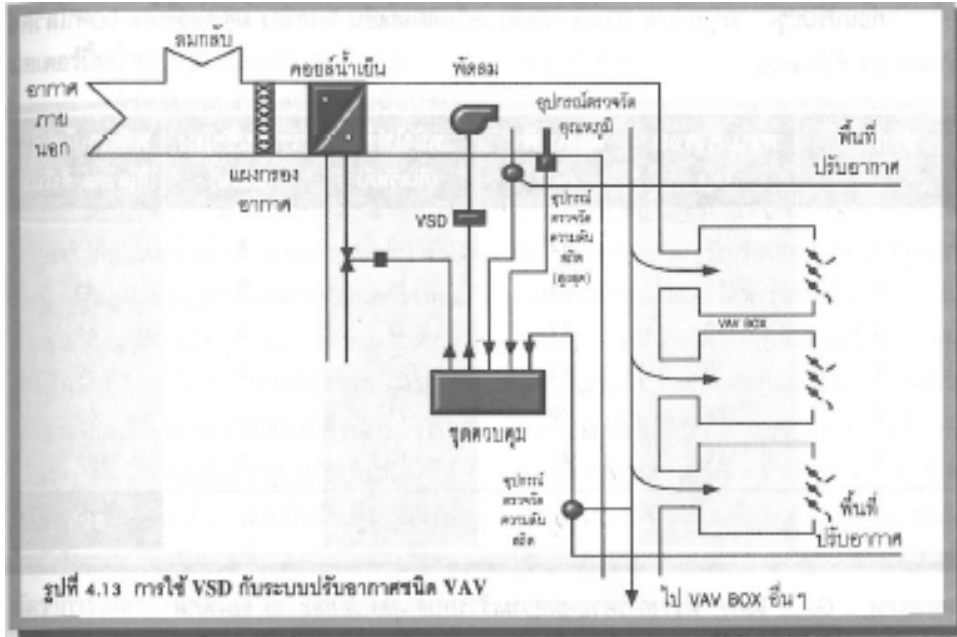 ลมกลับ
อากาศ
ภาย
นอก
คอยล์น้ำเย็น
พัดลม
อุปกรณ์ตรวจวัด
อุณหภูมิ
พื้นที่
ปรับอากาศ
แผงกรอง
อากาศ
VSD
อุปกรณ์
ตรวจวัด
ความดัน
สถิต
(สูงสุด)
VAV BOX
ชุดควบคุม
อุปกรณ์
ตรวจวัด
ความดัน
สถิต
พื้นที่
ปรับอากาศ
รูปที่ 4.13 การใช้ VSD กับระบบปรับอากาศชนิด VAV
ไป VAV BOX อื่น ๆ